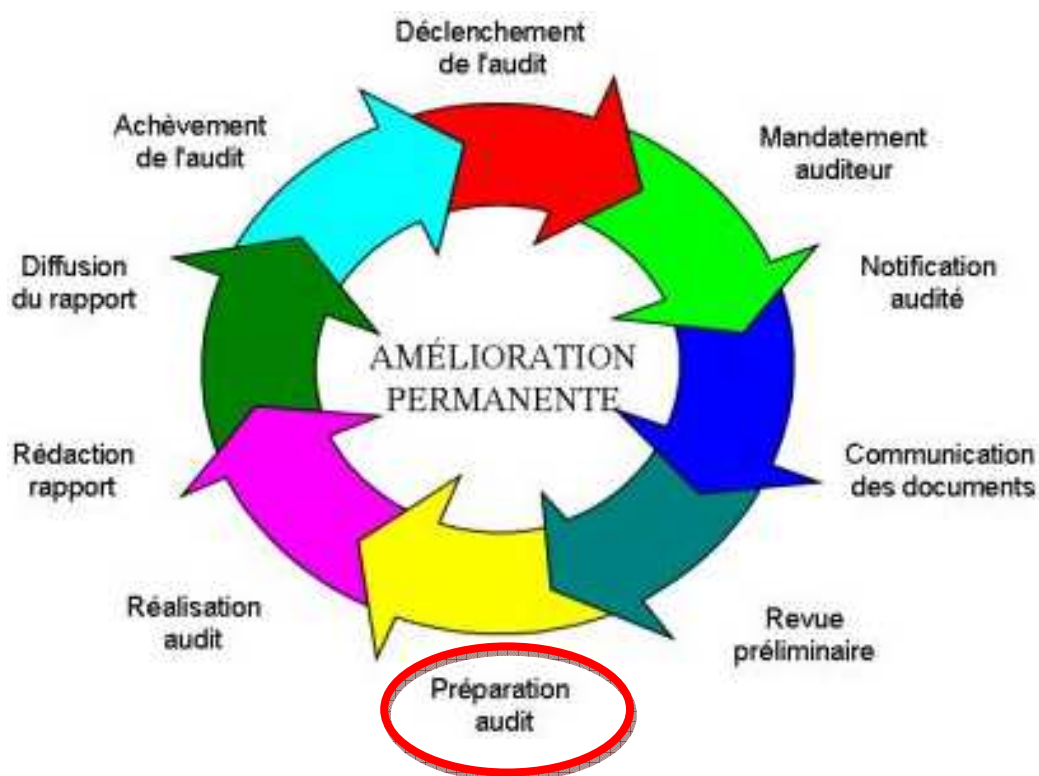 Déclenchement
de l'audit
Mandatement
auditeur
Notification
audité
Communication
des documents
Revue
préliminaire
Préparation
audit
Réalisation
audit
Rédaction
rapport
Diffusion
du rapport
Achèvement
de l'audit
AMÉLIORATION
PERMANENTE